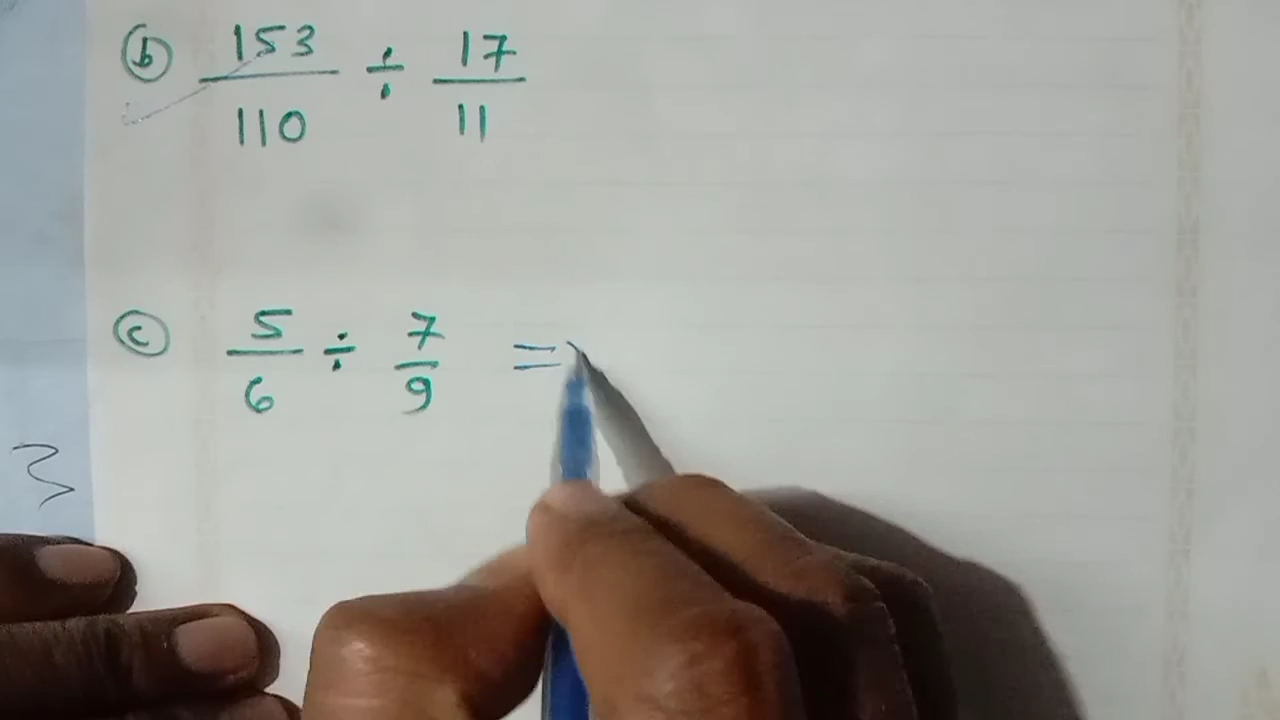 (b) 153/110 ÷ 17/11
(c) 5/6 ÷ 7/9 =